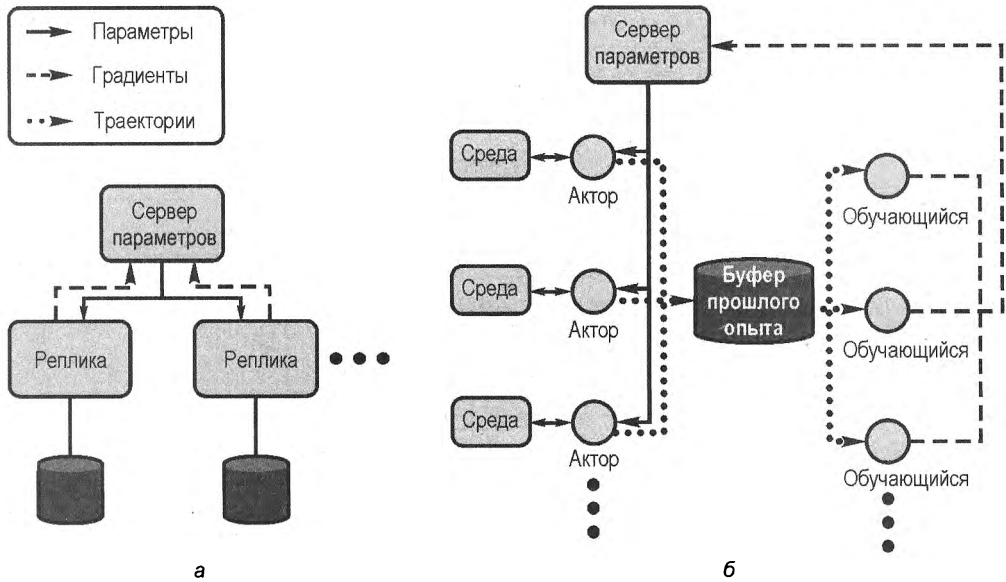 Параметры
Градиенты
Траектории
Сервер
параметров
Реплика
Реплика
а
Сервер
параметров
Среда
Актор
Среда
Актор
Среда
Актор
Буфер
прошлого
опыта
Обучающийся
Обучающийся
Обучающийся
б